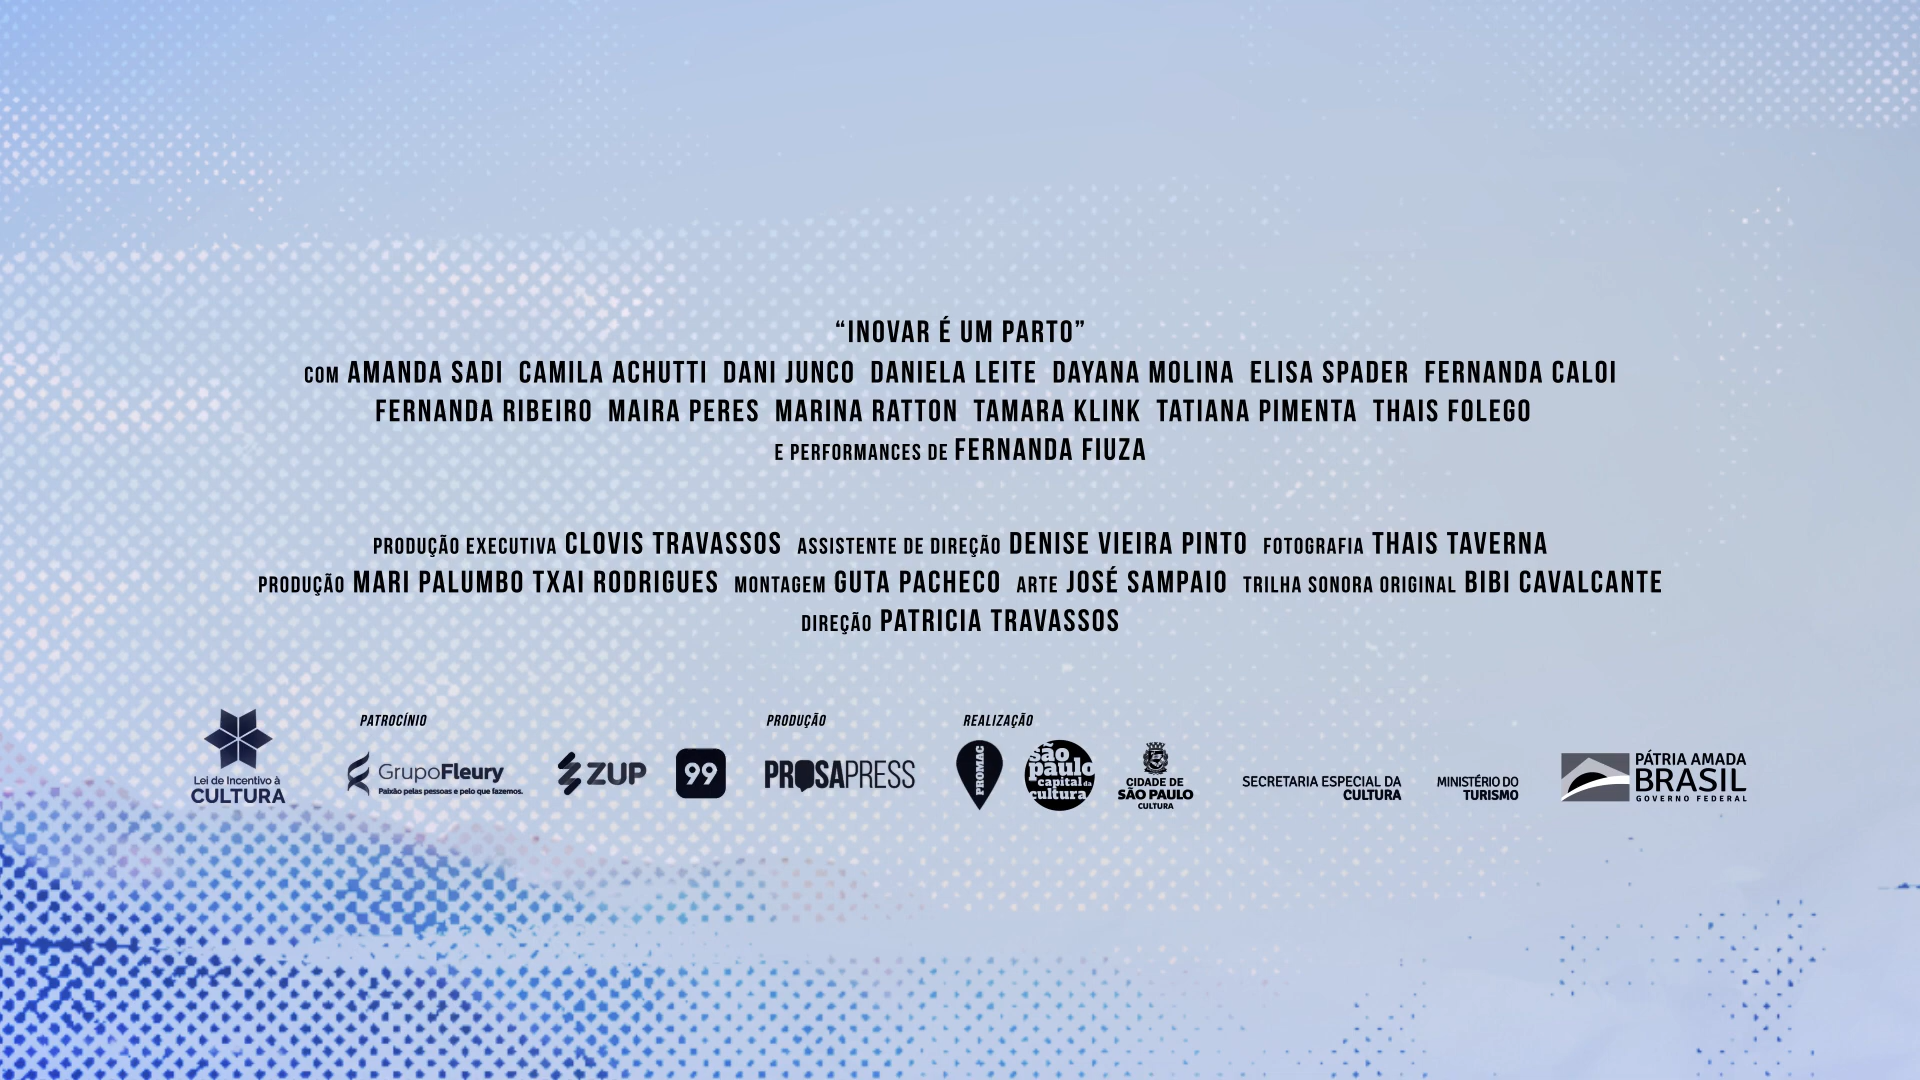 “INOVAR É UM PARTO”
COM AMANDA SADI CAMILA ACHUTTI DANI JUNCO DANIELA LEITE DAYANA MOLINA ELISA SPADER FERNANDA CALOI
FERNANDA RIBEIRO MAIRA PERES MARINA RATTON TAMARA KLINK TATIANA PIMENTA THAIS FOLEGO
E PERFORMANCES DE FERNANDA FIUZA
PRODUÇÃO EXECUTIVA CLOVIS TRAVASSOS ASSISTENTE DE DIREÇÃO DENISE VIEIRA PINTO FOTOGRAFIA THAIS TAVERNA
PRODUÇÃO MARI PALUMBO TXAI RODRIGUES MONTAGEM GUTA PACHECO ARTE JOSÉ SAMPAIO TRILHA SONORA ORIGINAL BIBI CAVALCANTE
DIREÇÃO PATRICIA TRAVASSOS
Lei de Incentivo à
CULTURA
PATROCÍNIO
GrupoFleury
Paixão pelas pessoas e pelo que fazemos.
ZUP
99
PRODUÇÃO
PROSAPRESS
REALIZAÇÃO
PROMAC
são
paulo
capital da
cultura
CIDADE DE
SÃO PAULO
CULTURA
SECRETARIA ESPECIAL DA
CULTURA
MINISTÉRIO DO
TURISMO
PÁTRIA AMADA
BRASIL
GOVERNO FEDERAL